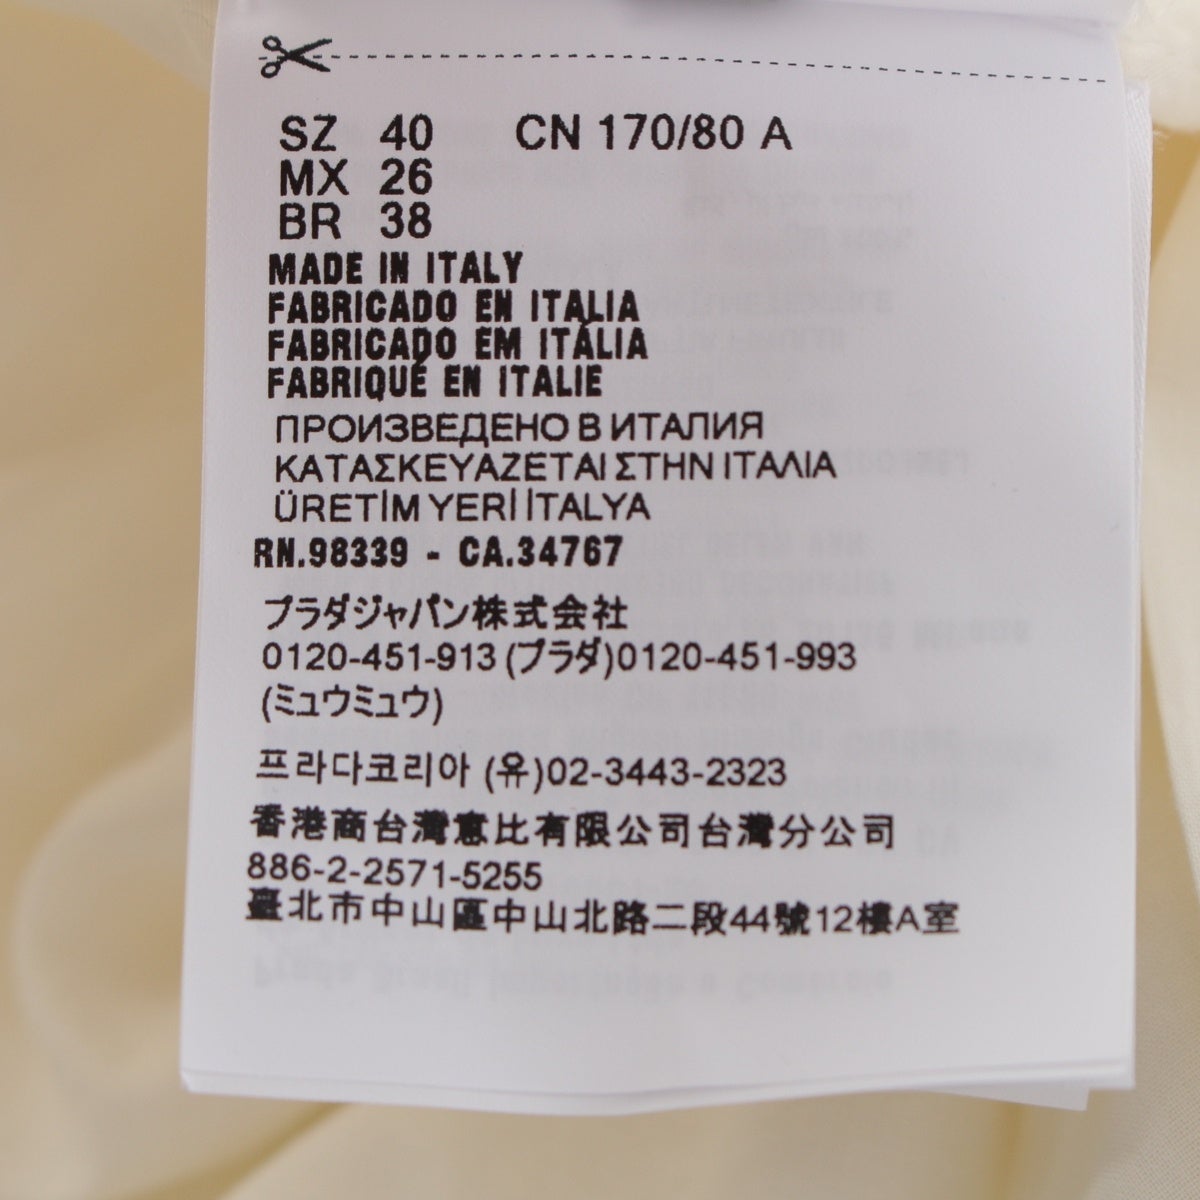 SZ 40 CN 170/80 A
MX 26
BR 38
MADE IN ITALY
FABRICADO EN ITALIA
FABRICADO EM ITÁLIA
FABRIQUÉ EN ITALIE
ПРОИЗВЕДЕНО В ИТАЛИЯ
ΚΑΤΑΣΚΕΥΑΖΕΤΑΙ ΣΤΗΝ ΙΤΑΛΙΑ
ÜRETİM YERİ İTALYA
RN.98339 - CA.34767
プラダジャパン株式会社
0120-451-913 (プラダ)0120-451-993
(ミュウミュウ)
프라다코리아 (유)02-3443-2323
香港商台灣意比有限公司台灣分公司
886-2-2571-5255
臺北市中山區中山北路二段44號12樓A室